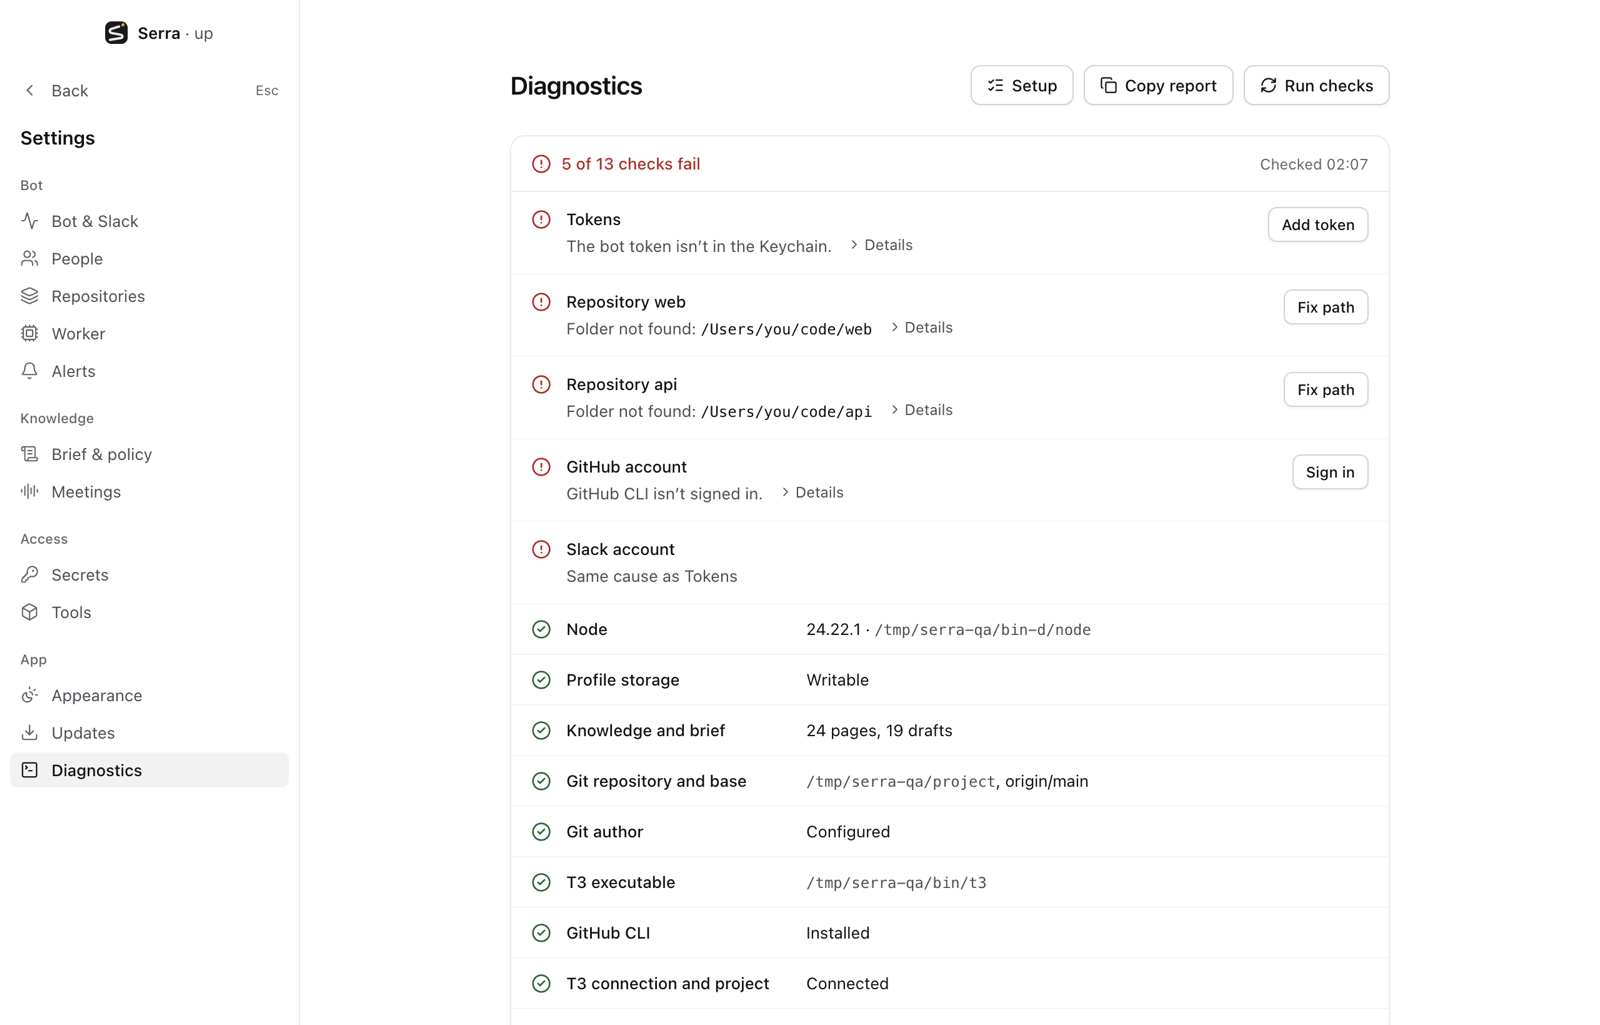 Serra · up
Back Esc
Settings
Bot
Bot & Slack
People
Repositories
Worker
Alerts
Knowledge
Brief & policy
Meetings
Access
Secrets
Tools
App
Appearance
Updates
Diagnostics
Diagnostics
Setup
Copy report
Run checks
5 of 13 checks fail
Checked 02:07
Tokens
The bot token isn’t in the Keychain. Details
Add token
Repository web
Folder not found: /Users/you/code/web Details
Fix path
Repository api
Folder not found: /Users/you/code/api Details
Fix path
GitHub account
GitHub CLI isn’t signed in. Details
Sign in
Slack account
Same cause as Tokens
Node 24.22.1 · /tmp/serra-qa/bin-d/node
Profile storage Writable
Knowledge and brief 24 pages, 19 drafts
Git repository and base /tmp/serra-qa/project, origin/main
Git author Configured
T3 executable /tmp/serra-qa/bin/t3
GitHub CLI Installed
T3 connection and project Connected